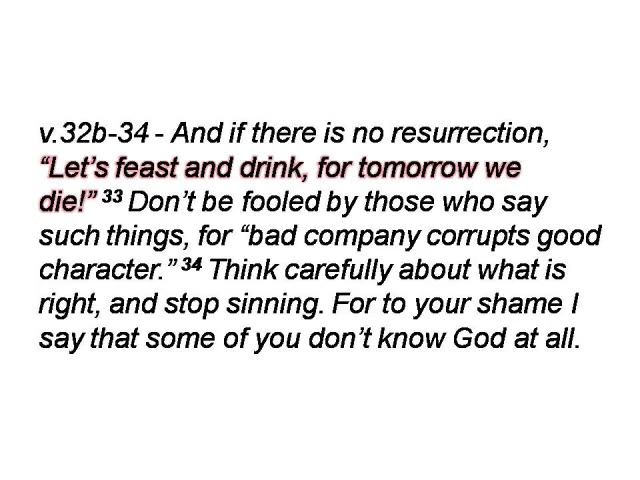 v.32b-34 - And if there is no resurrection,
“Let’s feast and drink, for tomorrow we
die!” 33 Don’t be fooled by those who say
such things, for “bad company corrupts good
character.” 34 Think carefully about what is
right, and stop sinning. For to your shame I
say that some of you don’t know God at all.